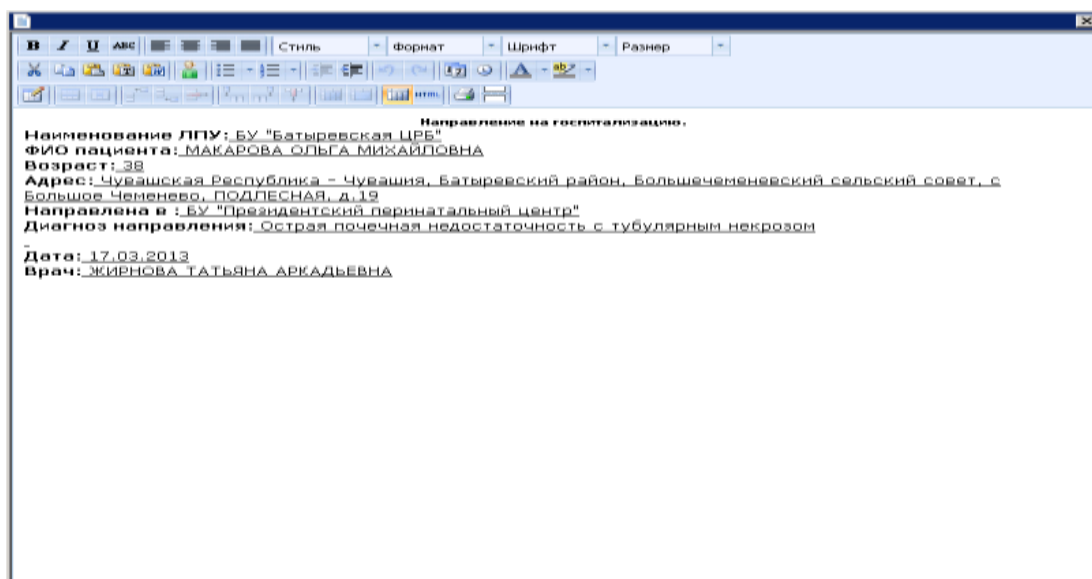 B I U ABC Стиль Формат Шрифт Размер
HTML
Направление на госпитализацию.
Наименование ЛПУ: БУ "Батыревская ЦРБ"
ФИО пациента: МАКАРОВА ОЛЬГА МИХАЙЛОВНА
Возраст: 38
Адрес: Чувашская Республика - Чувашия, Батыревский район, Большечеменевский сельский совет, с
Большое Чеменево, ПОДЛЕСНАЯ, д.19
Направлена в : БУ "Президентский перинатальный центр"
Диагноз направления: Острая почечная недостаточность с тубулярным некрозом
Дата: 17.03.2013
Врач: ЖИРНОВА ТАТЬЯНА АРКАДЬЕВНА